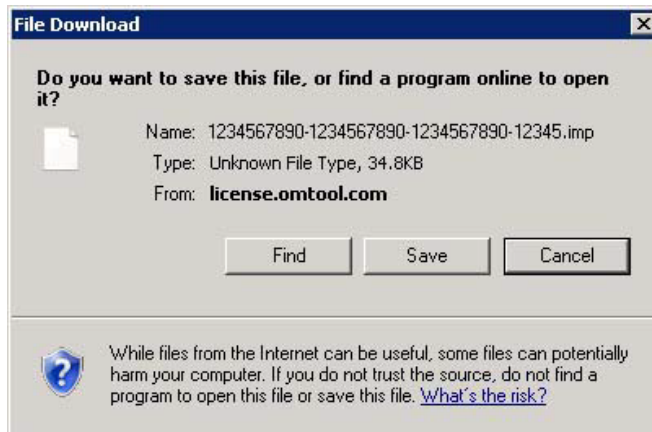 File Download
Do you want to save this file, or find a program online to open
it?
Name: 1234567890-1234567890-1234567890-12345.imp
Type: Unknown File Type, 34.8KB
From: license.omtool.com
Find Save Cancel
While files from the Internet can be useful, some files can potentially
harm your computer. If you do not trust the source, do not find a
program to open this file or save this file. What's the risk?